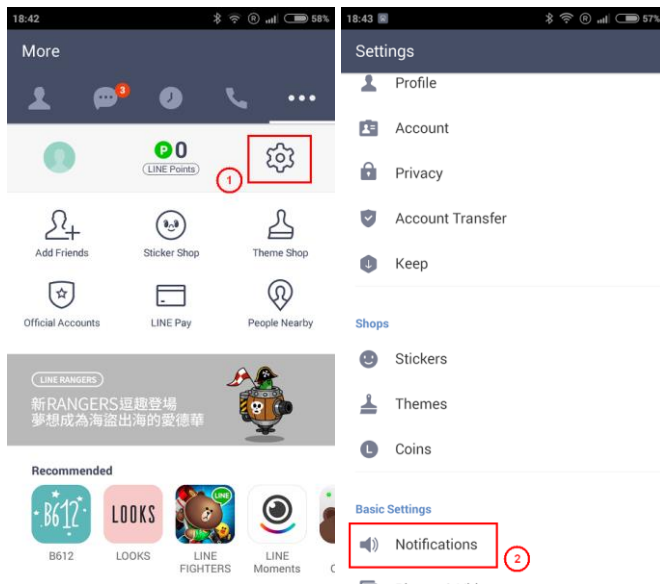 18:42
58%
More
3
P 0
LINE Points
1
Add Friends
Sticker Shop
Theme Shop
Official Accounts
LINE Pay
People Nearby
LINE RANGERS
新RANGERS逗趣登場
夢想成為海盜出海的愛德華
Recommended
B612
LOOKS
LINE
B612
LOOKS
LINE
FIGHTERS
LINE
Moments
18:43
57%
Settings
Profile
Account
Privacy
Account Transfer
Keep
Shops
Stickers
Themes
L
Coins
Basic Settings
Notifications
2